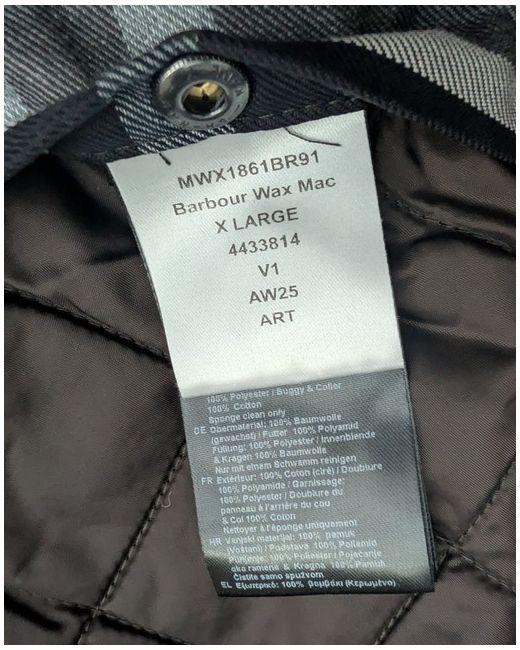 MWX1861BR91
Barbour Wax Mac
X LARGE
4433814
V1
AW25
ART
100% Polyester / Buggy & Coller
100% Cotton
Sponge clean only
DE Obermaterial: 100% Baumwolle
(gewachst) / Futter 100% Polyamid
Füllung: 100% Polyester / Innenblende
& Kragen 100% Baumwolle
Nur mit einem Schwamm reinigen
FR Extérieur: 100% Coton (ciré) / Doublure
100% Polyamide / Garnissage:
100% Polyester / Doublure du
panneau à l'arrière du cou
& Col 100% Coton
Nettoyer à l'éponge uniquement
HR Vanjski materijal: 100% pamuk
(Voštani) / Podstava 100% Poliamid
Punjenje: 100% Poliester / Pojačanje
oko ramena & Kragna 100% Pamuk
Čistite samo spužvom
EL Εξωτερικό: 100% βαμβάκι (Κερωμένο)